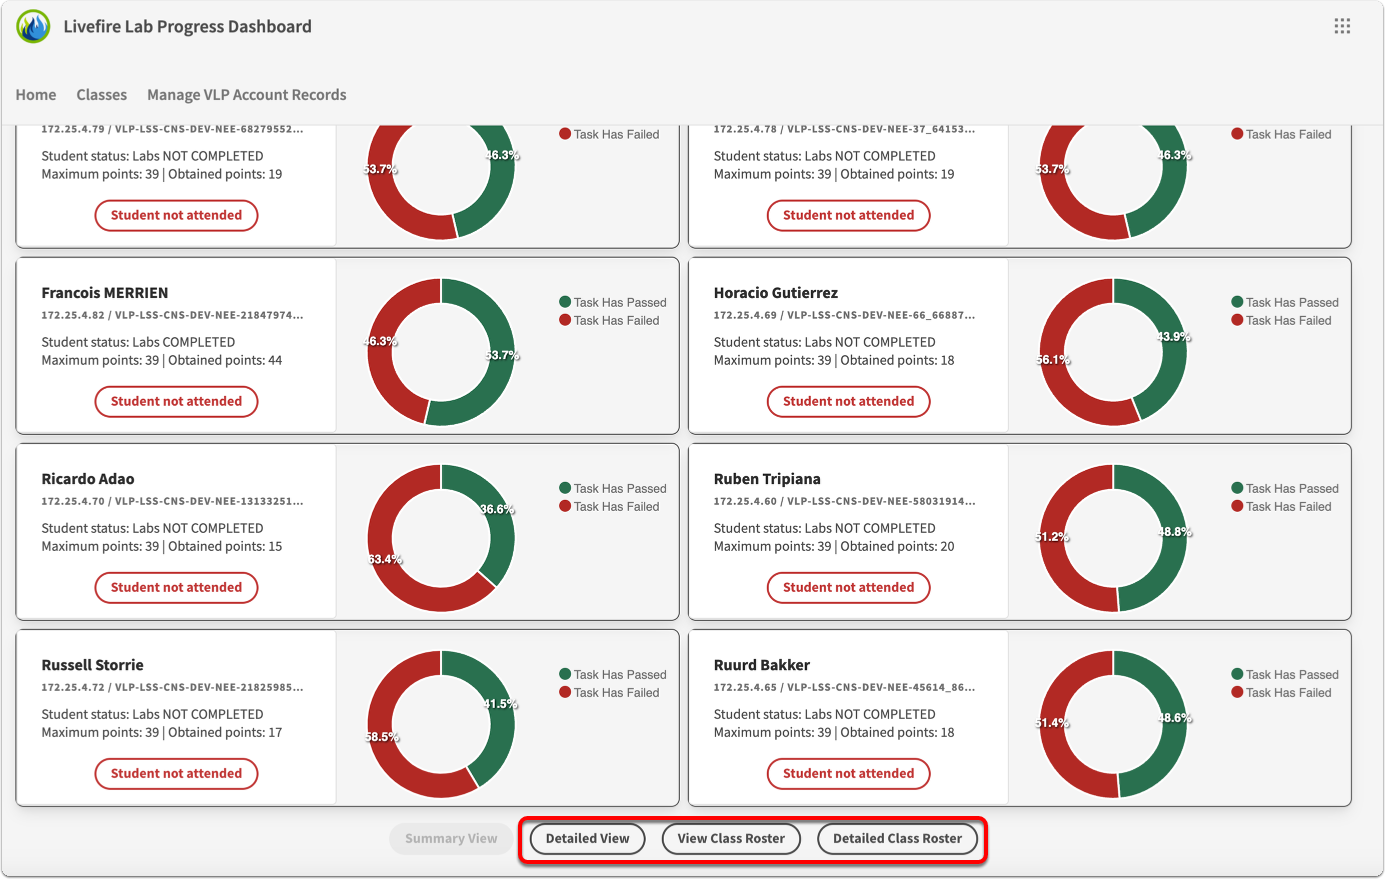 Livefire Lab Progress Dashboard
Home Classes Manage VLP Account Records
172.25.4.79 / VLP-LSS-CNS-DEV-NEE-68279552...
Student status: Labs NOT COMPLETED
Maximum points: 39 | Obtained points: 19
Student not attended
53.7%
46.3%
Task Has Failed
172.25.4.78 / VLP-LSS-CNS-DEV-NEE-37_64153...
Student status: Labs NOT COMPLETED
Maximum points: 39 | Obtained points: 19
Student not attended
53.7%
46.3%
Task Has Failed
Francois MERRIEN
172.25.4.82 / VLP-LSS-CNS-DEV-NEE-21847974...
Student status: Labs COMPLETED
Maximum points: 39 | Obtained points: 44
Student not attended
46.3%
53.7%
Task Has Passed
Task Has Failed
Horacio Gutierrez
172.25.4.69 / VLP-LSS-CNS-DEV-NEE-66_66887...
Student status: Labs NOT COMPLETED
Maximum points: 39 | Obtained points: 18
Student not attended
56.1%
43.9%
Task Has Passed
Task Has Failed
Ricardo Adao
172.25.4.70 / VLP-LSS-CNS-DEV-NEE-13133251...
Student status: Labs NOT COMPLETED
Maximum points: 39 | Obtained points: 15
Student not attended
63.4%
36.6%
Task Has Passed
Task Has Failed
Ruben Tripiana
172.25.4.60 / VLP-LSS-CNS-DEV-NEE-58031914...
Student status: Labs NOT COMPLETED
Maximum points: 39 | Obtained points: 20
Student not attended
51.2%
48.8%
Task Has Passed
Task Has Failed
Russell Storrie
172.25.4.72 / VLP-LSS-CNS-DEV-NEE-21825985...
Student status: Labs NOT COMPLETED
Maximum points: 39 | Obtained points: 17
Student not attended
58.5%
41.5%
Task Has Passed
Task Has Failed
Ruurd Bakker
172.25.4.65 / VLP-LSS-CNS-DEV-NEE-45614_86...
Student status: Labs NOT COMPLETED
Maximum points: 39 | Obtained points: 18
Student not attended
51.4%
48.6%
Task Has Passed
Task Has Failed
Summary View Detailed View View Class Roster Detailed Class Roster